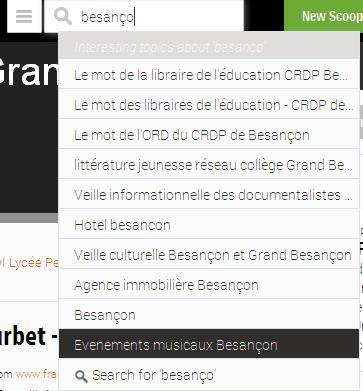 besanço
New Scoop
Interesting topics about 'besanço'
Gran
Le mot de la libraire de l'éducation CRDP Be...
Le mot des libraires de l'éducation - CRDP de...
Le mot de l'ORD du CRDP de Besançon
littérature jeunesse réseau collège Grand Be...
Veille informationnelle des documentalistes ...
Hotel besancon
Veille culturelle Besançon et Grand Besançon
DI Lycée Pe
Agence immobilière Besançon
Besançon
urbet -
Evenements musicaux Besançon
om www.fra
Search for 'besanço'